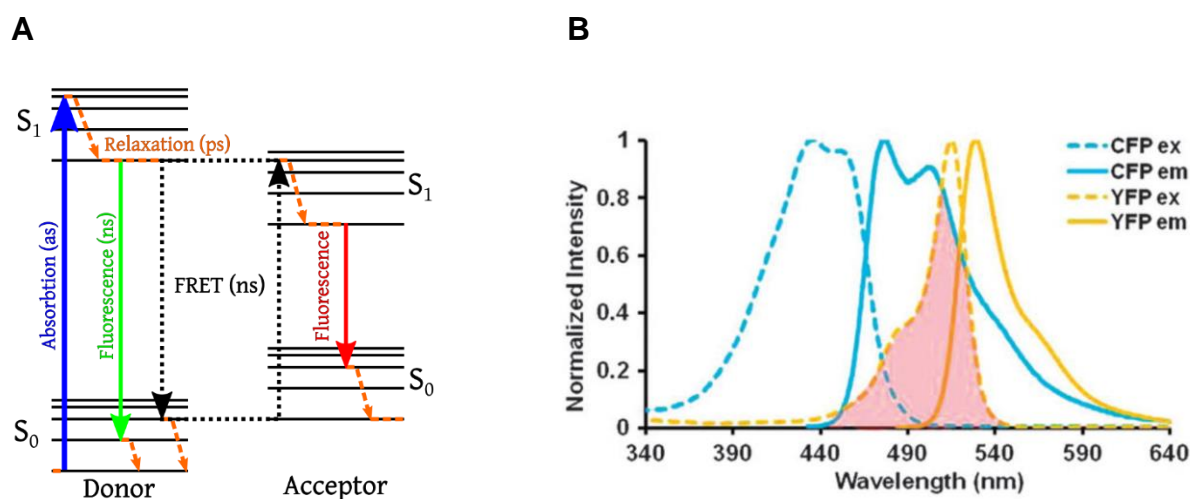 A
S1
Relaxation (ps)
Absorbtion (as)
Fluorescence (ns)
FRET (ns)
S1
Fluorescence
S0
S0
Donor
Acceptor
B
CFP ex
CFP em
YFP ex
YFP em
Normalized Intensity
1
0.8
0.6
0.4
0.2
0
340 390 440 490 540 590 640
Wavelength (nm)